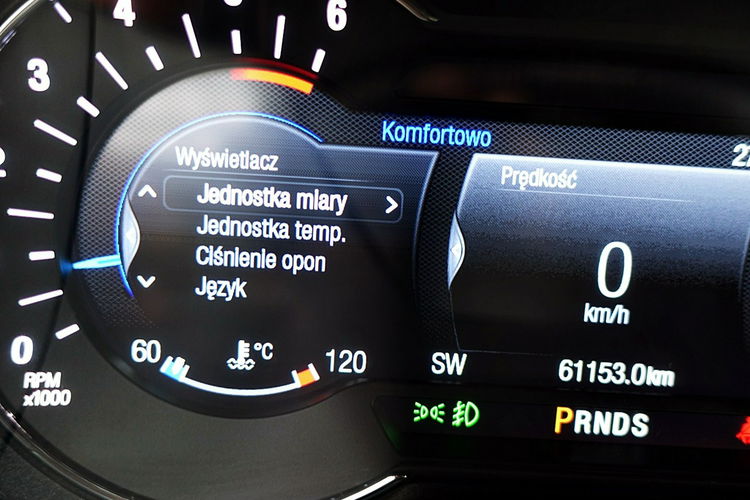 4
6
3
2
0
RPM
x1000
Komfortowo
Wyświetlacz
Jednostka miary
Jednostka temp.
Ciśnienie opon
Język
60
°C
120
Prędkość
0
km/h
SW
61153.0km
PRNDS